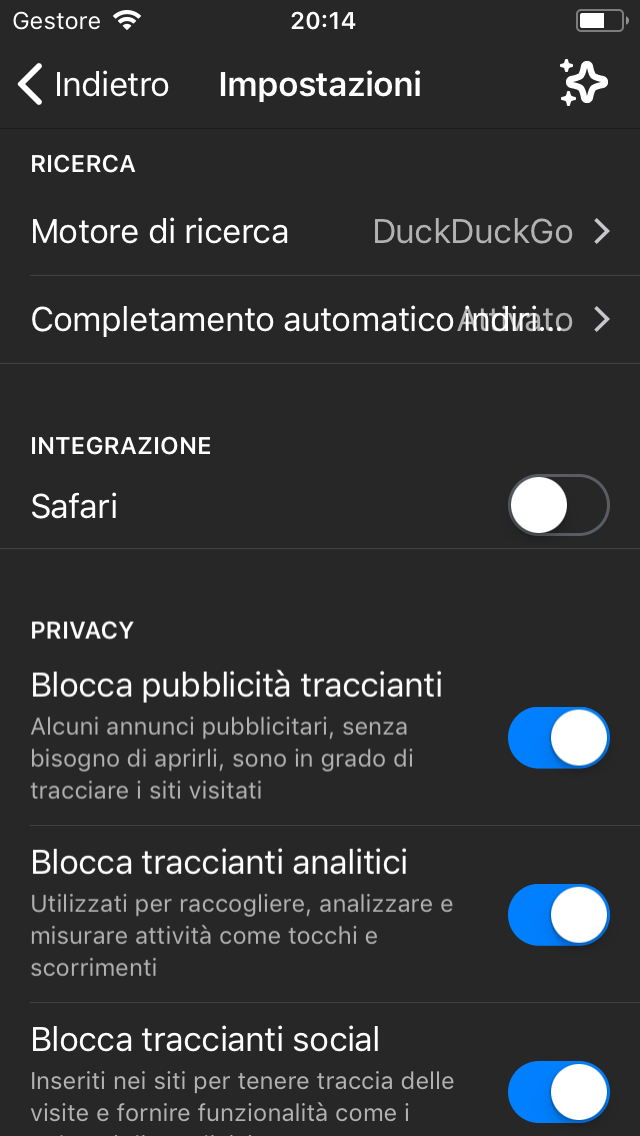 Gestore 20:14
Indietro Impostazioni
RICERCA
Motore di ricerca DuckDuckGo
Completamento automatico indiri... Attivato
INTEGRAZIONE
Safari
PRIVACY
Blocca pubblicità traccianti
Alcuni annunci pubblicitari, senza
bisogno di aprirli, sono in grado di
tracciare i siti visitati
Blocca traccianti analitici
Utilizzati per raccogliere, analizzare e
misurare attività come tocchi e
scorrimenti
Blocca traccianti social
Inseriti nei siti per tenere traccia delle
visite e fornire funzionalità come i